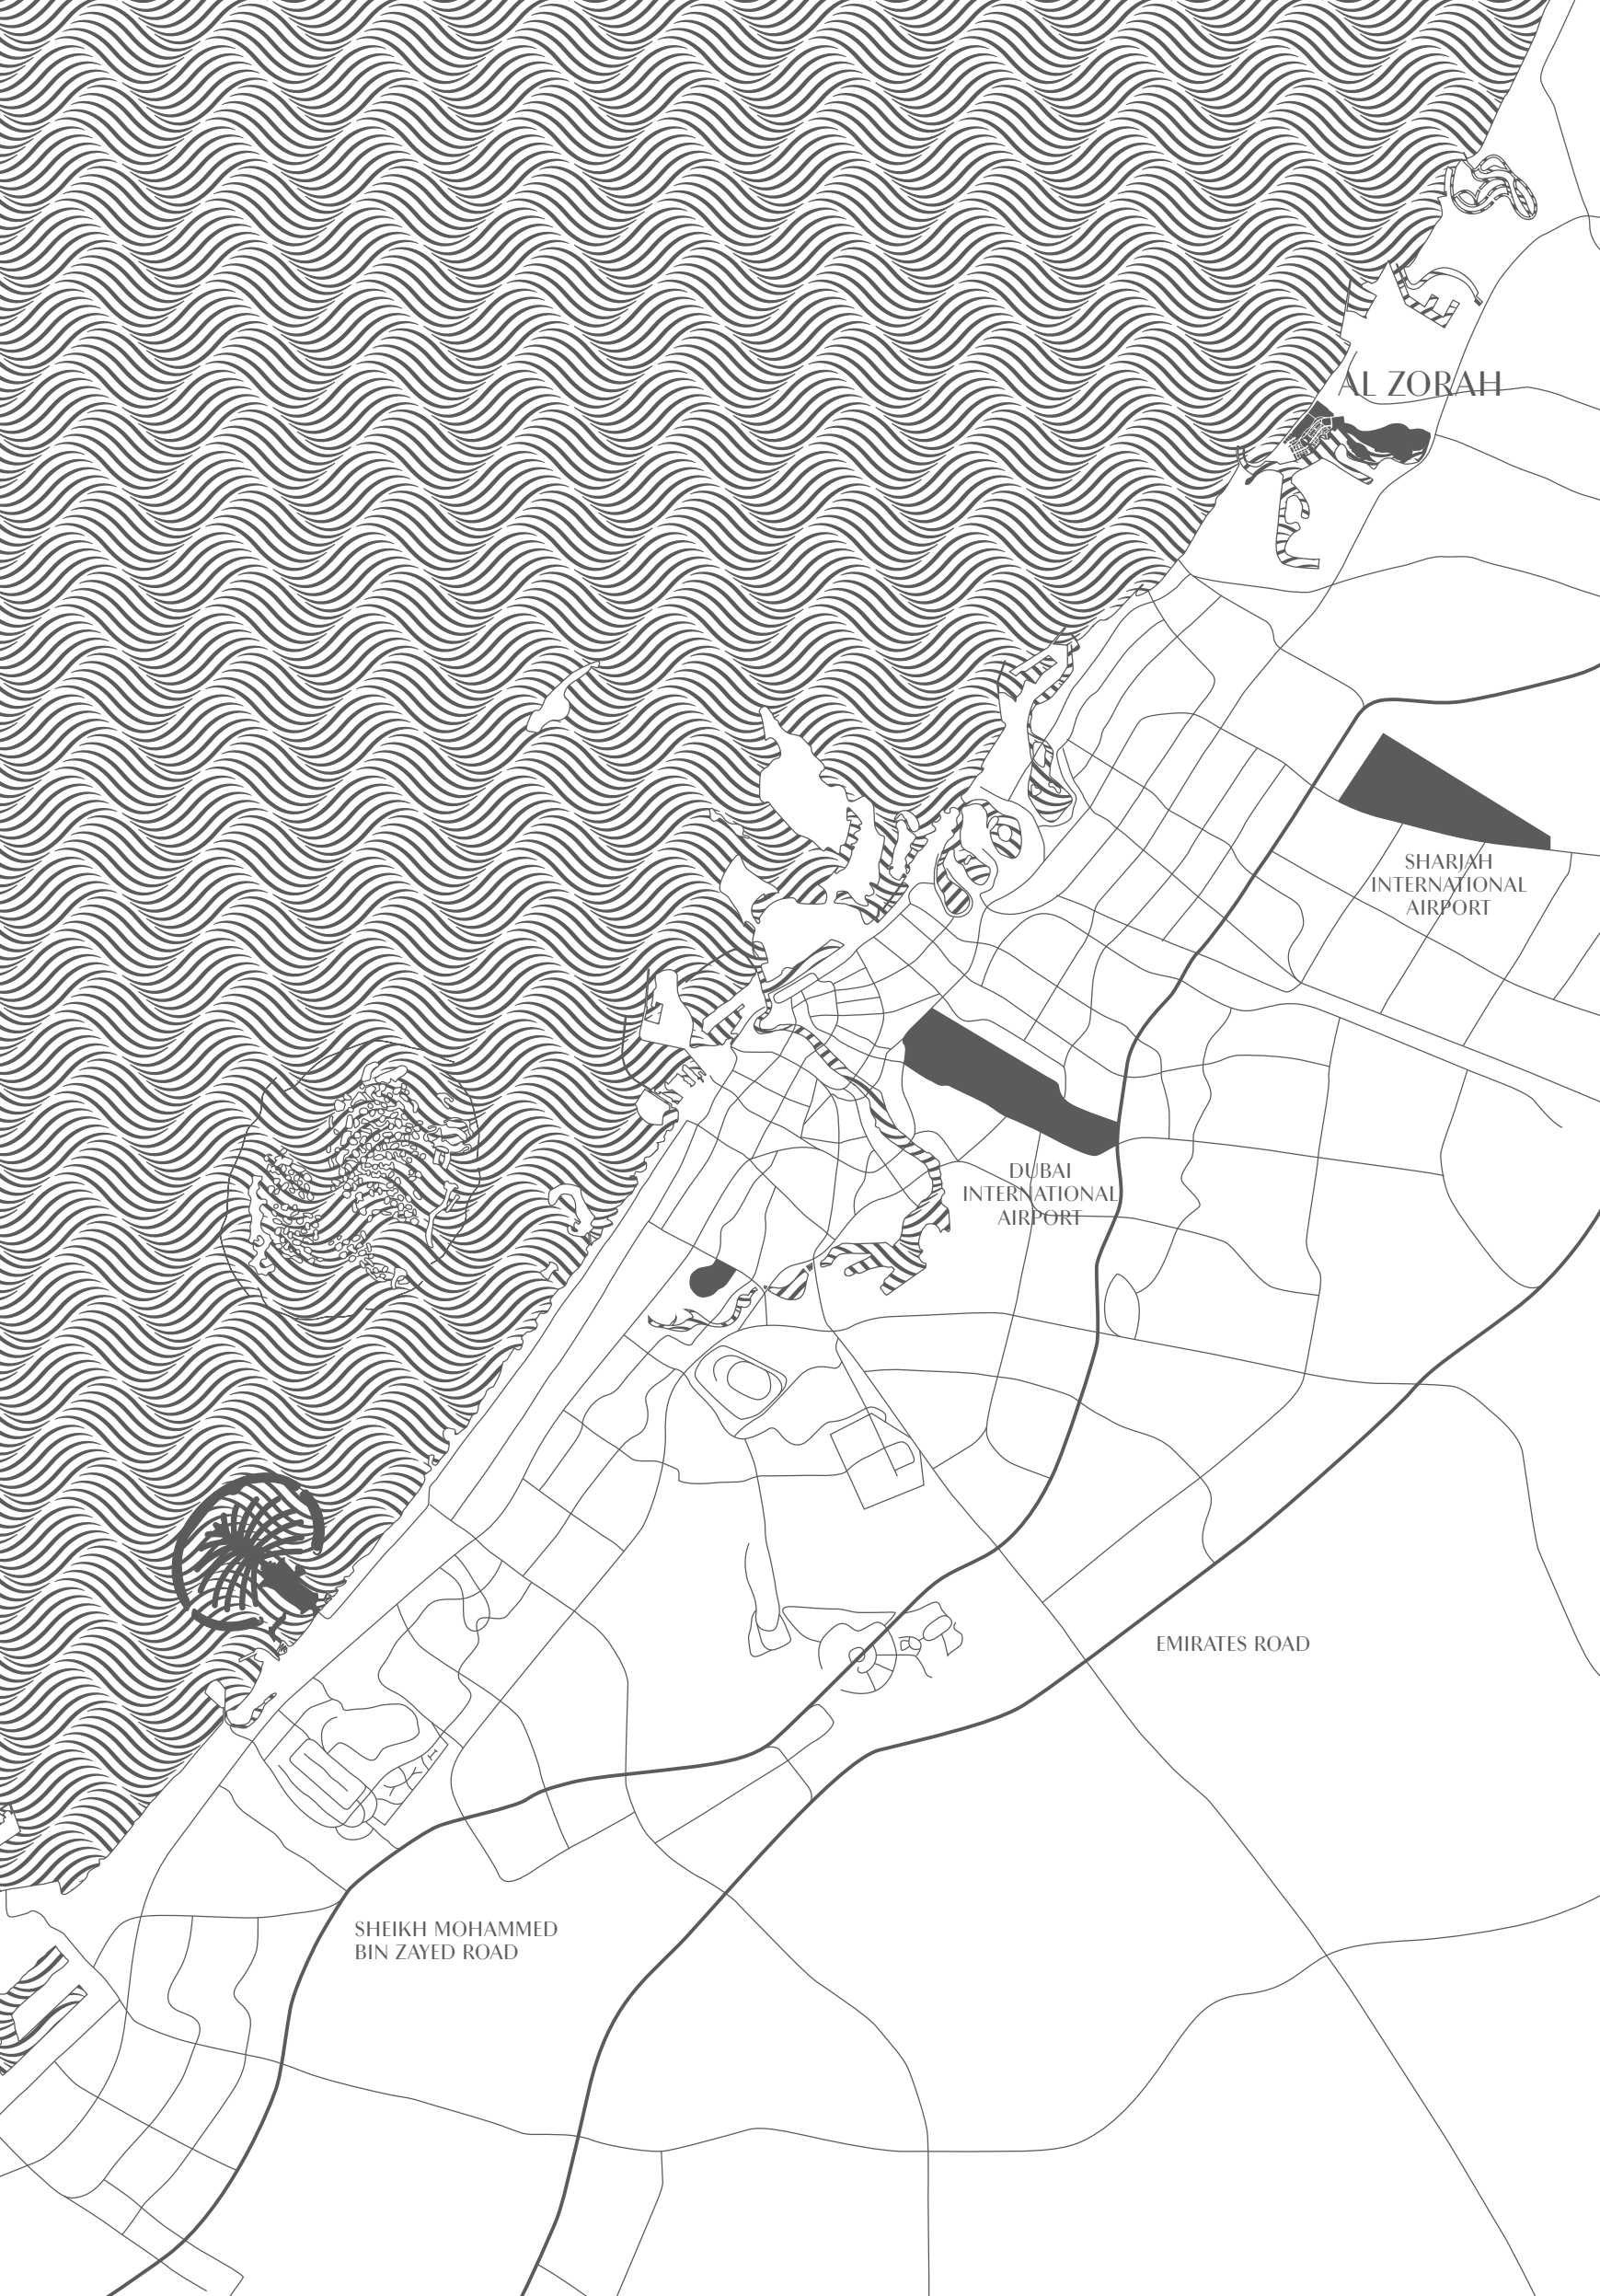 AL ZORAH
SHARJAH
INTERNATIONAL
AIRPORT
DUBAI
INTERNATIONAL
AIRPORT
EMIRATES ROAD
SHEIKH MOHAMMED
BIN ZAYED ROAD